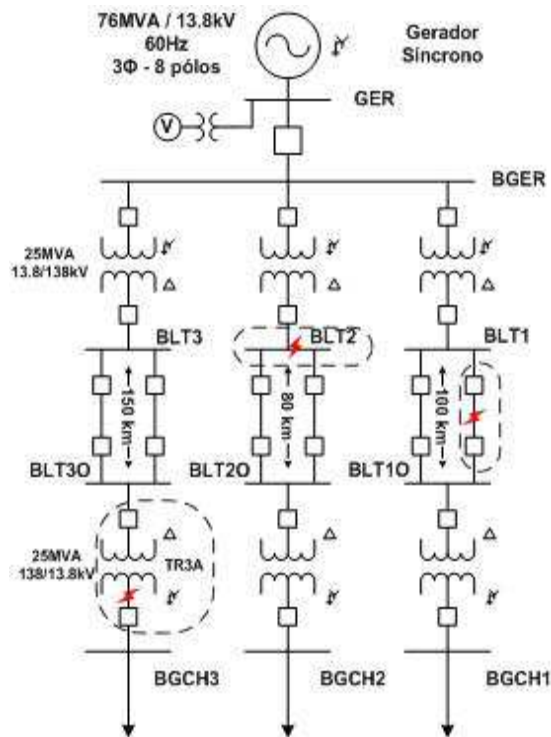 76MVA / 13.8kV
60Hz
3Φ - 8 pólos
Gerador
Síncrono
GER
V
BGER
25MVA
13.8/138kV
BLT3
BLT2
BLT1
150 km
80 km
100 km
BLT3O
BLT2O
BLT1O
25MVA
138/13.8kV
TR3A
BGCH3
BGCH2
BGCH1